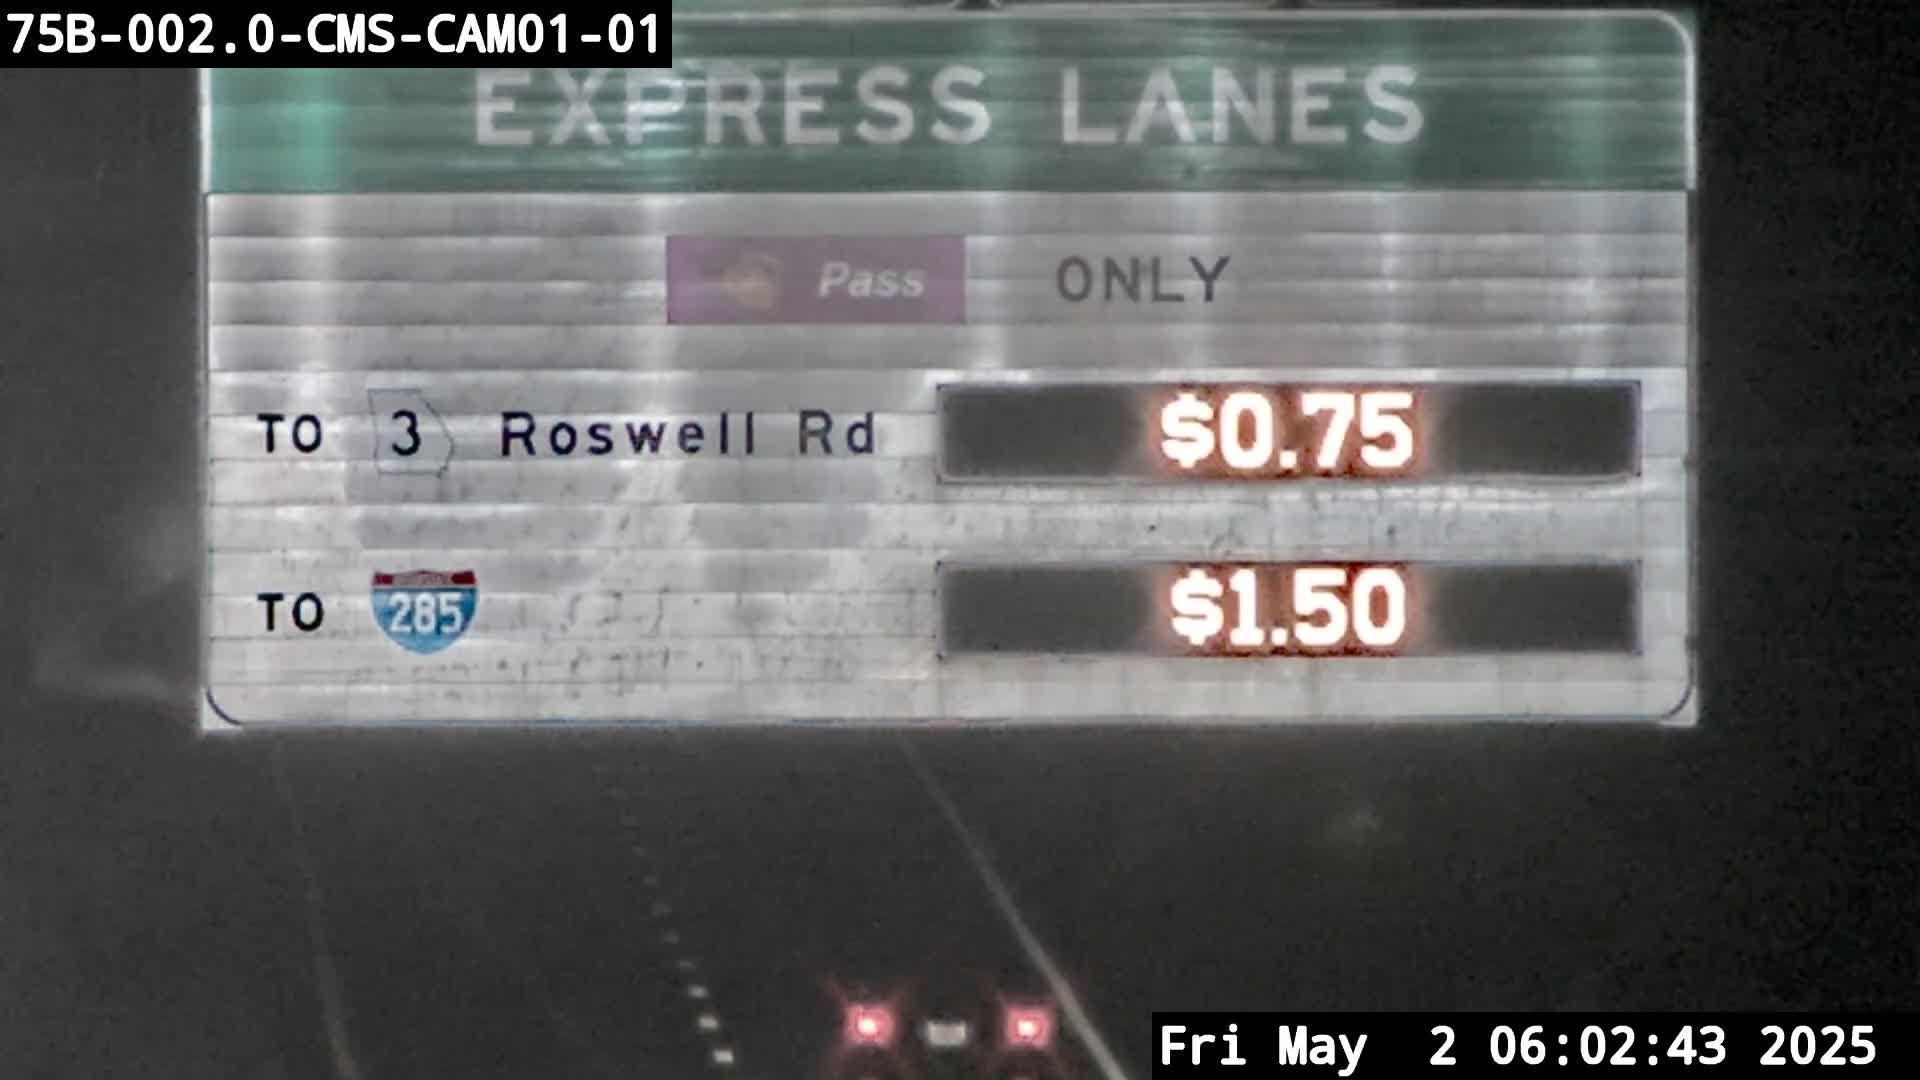 75B-002.0-CMS-CAM01-01
EXPRESS LANES
Pass ONLY
TO 3 Roswell Rd $0.75
TO 285 $1.50
Fri May 2 06:02:43 2025